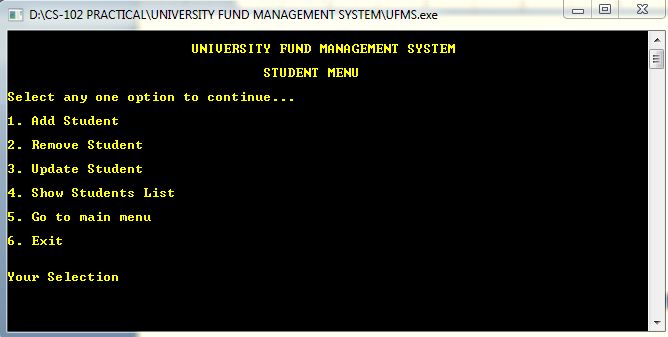 D:\CS-102 PRACTICAL\UNIVERSITY FUND MANAGEMENT SYSTEM\UFMS.exe
UNIVERSITY FUND MANAGEMENT SYSTEM
STUDENT MENU
Select any one option to continue...
1. Add Student
2. Remove Student
3. Update Student
4. Show Students List
5. Go to main menu
6. Exit
Your Selection